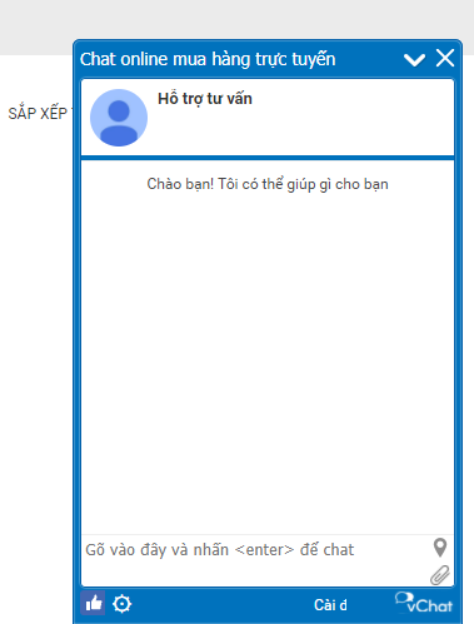 Chat online mua hàng trực tuyến
Hỗ trợ tư vấn
SẮP XẾP
Chào bạn! Tôi có thể giúp gì cho bạn
Gõ vào đây và nhấn <enter> để chat
Cài đ
vChat